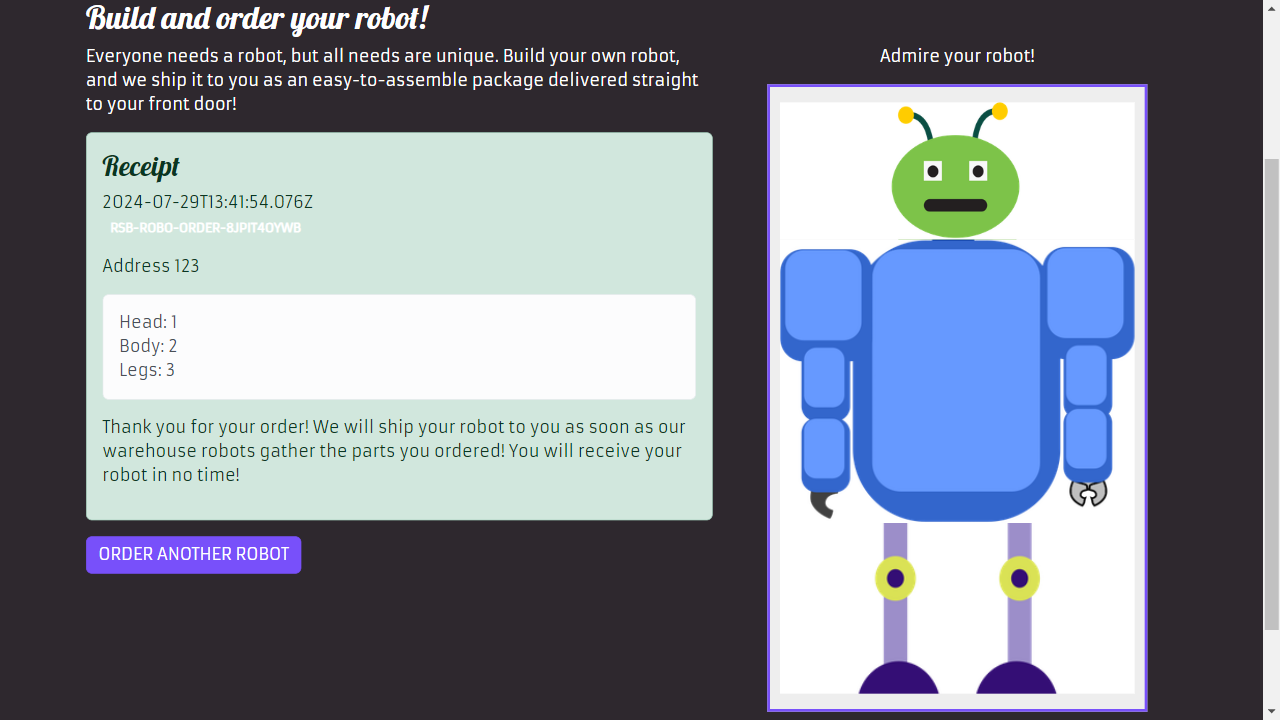 Build and order your robot!
Everyone needs a robot, but all needs are unique. Build your own robot,
and we ship it to you as an easy-to-assemble package delivered straight
to your front door!
Receipt
2024-07-29T13:41:54.076Z
RSB-ROBO-ORDER-8JPIT4OYWB
Address 123
Head: 1
Body: 2
Legs: 3
Thank you for your order! We will ship your robot to you as soon as our
warehouse robots gather the parts you ordered! You will receive your
robot in no time!
ORDER ANOTHER ROBOT
Admire your robot!